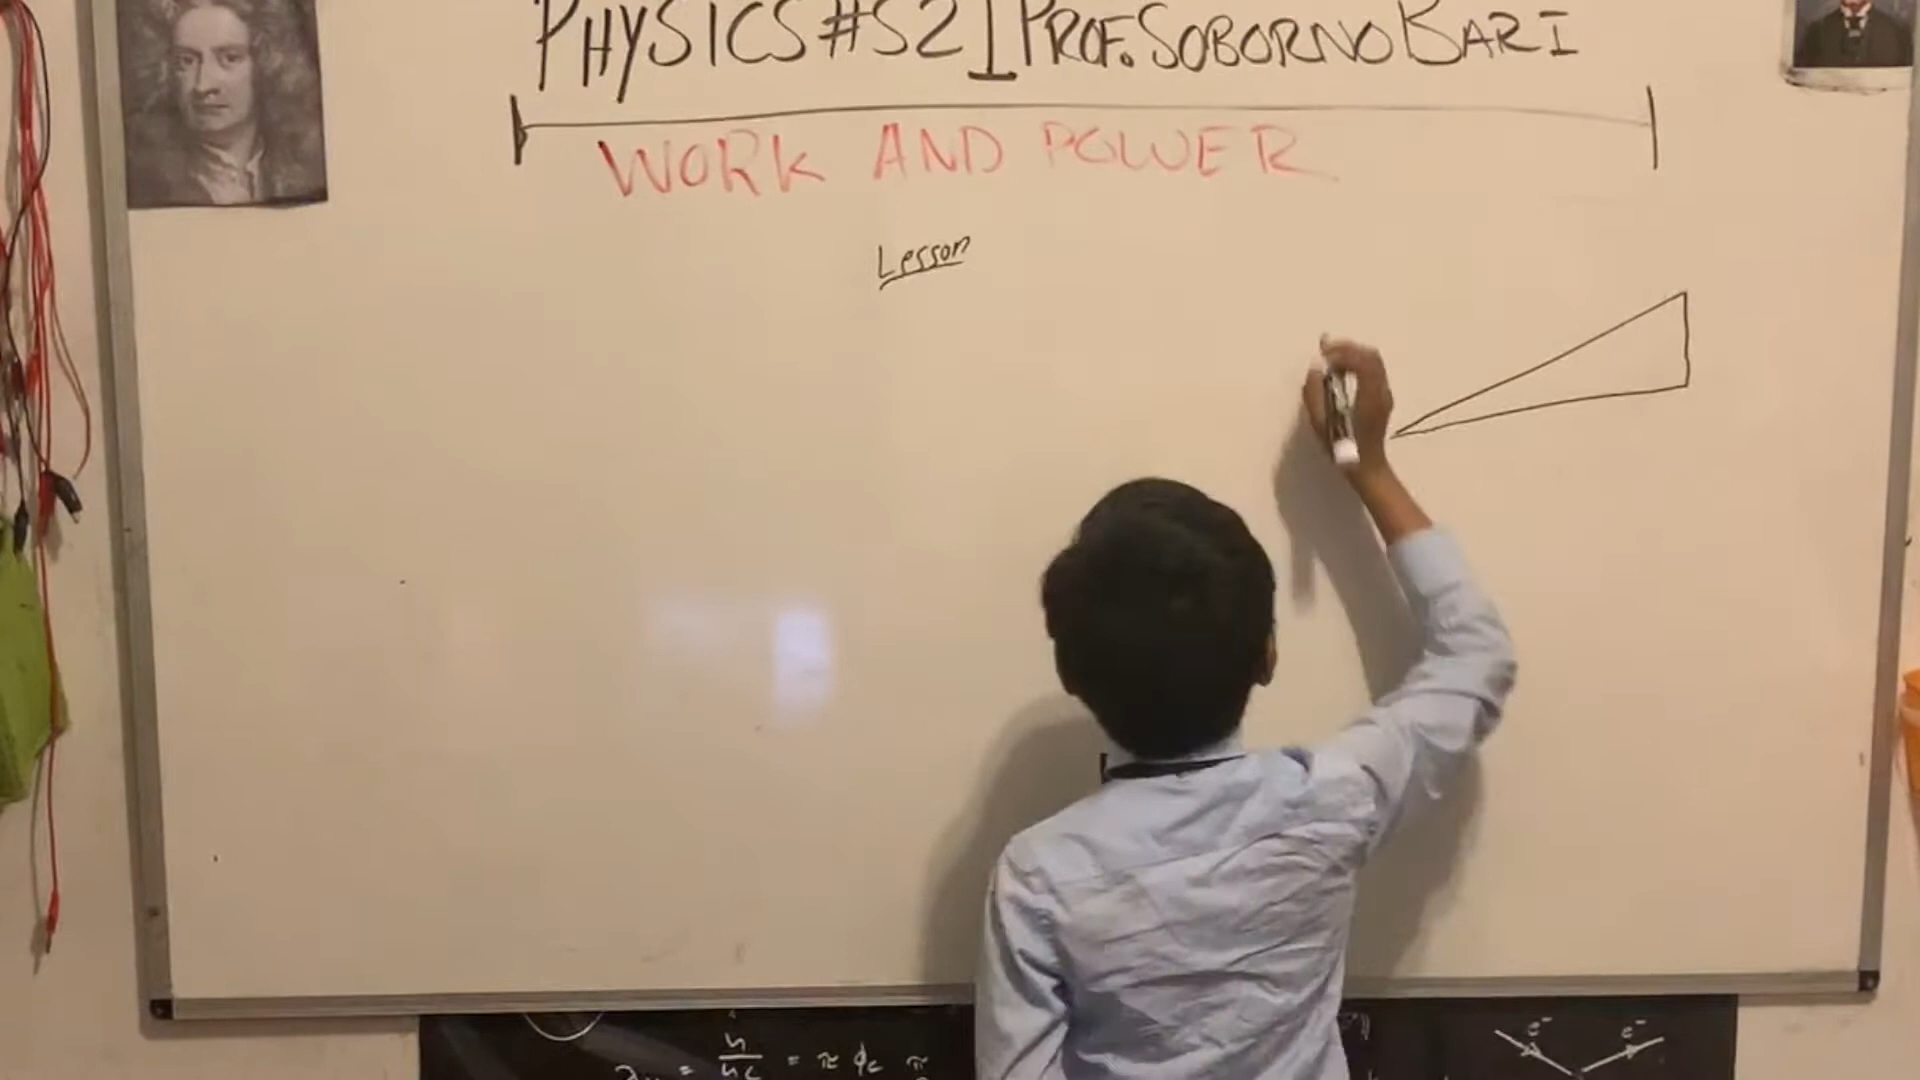 PHYSICS#52 | PROF. SOBORNO BARI
WORK AND POWER
Lesson
e⁻ e⁻